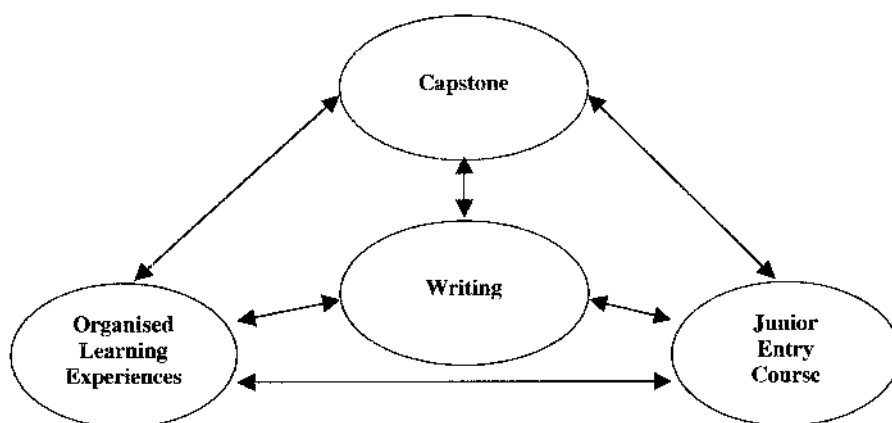 Capstone
Writing
Organised
Learning
Experiences
Junior
Entry
Course